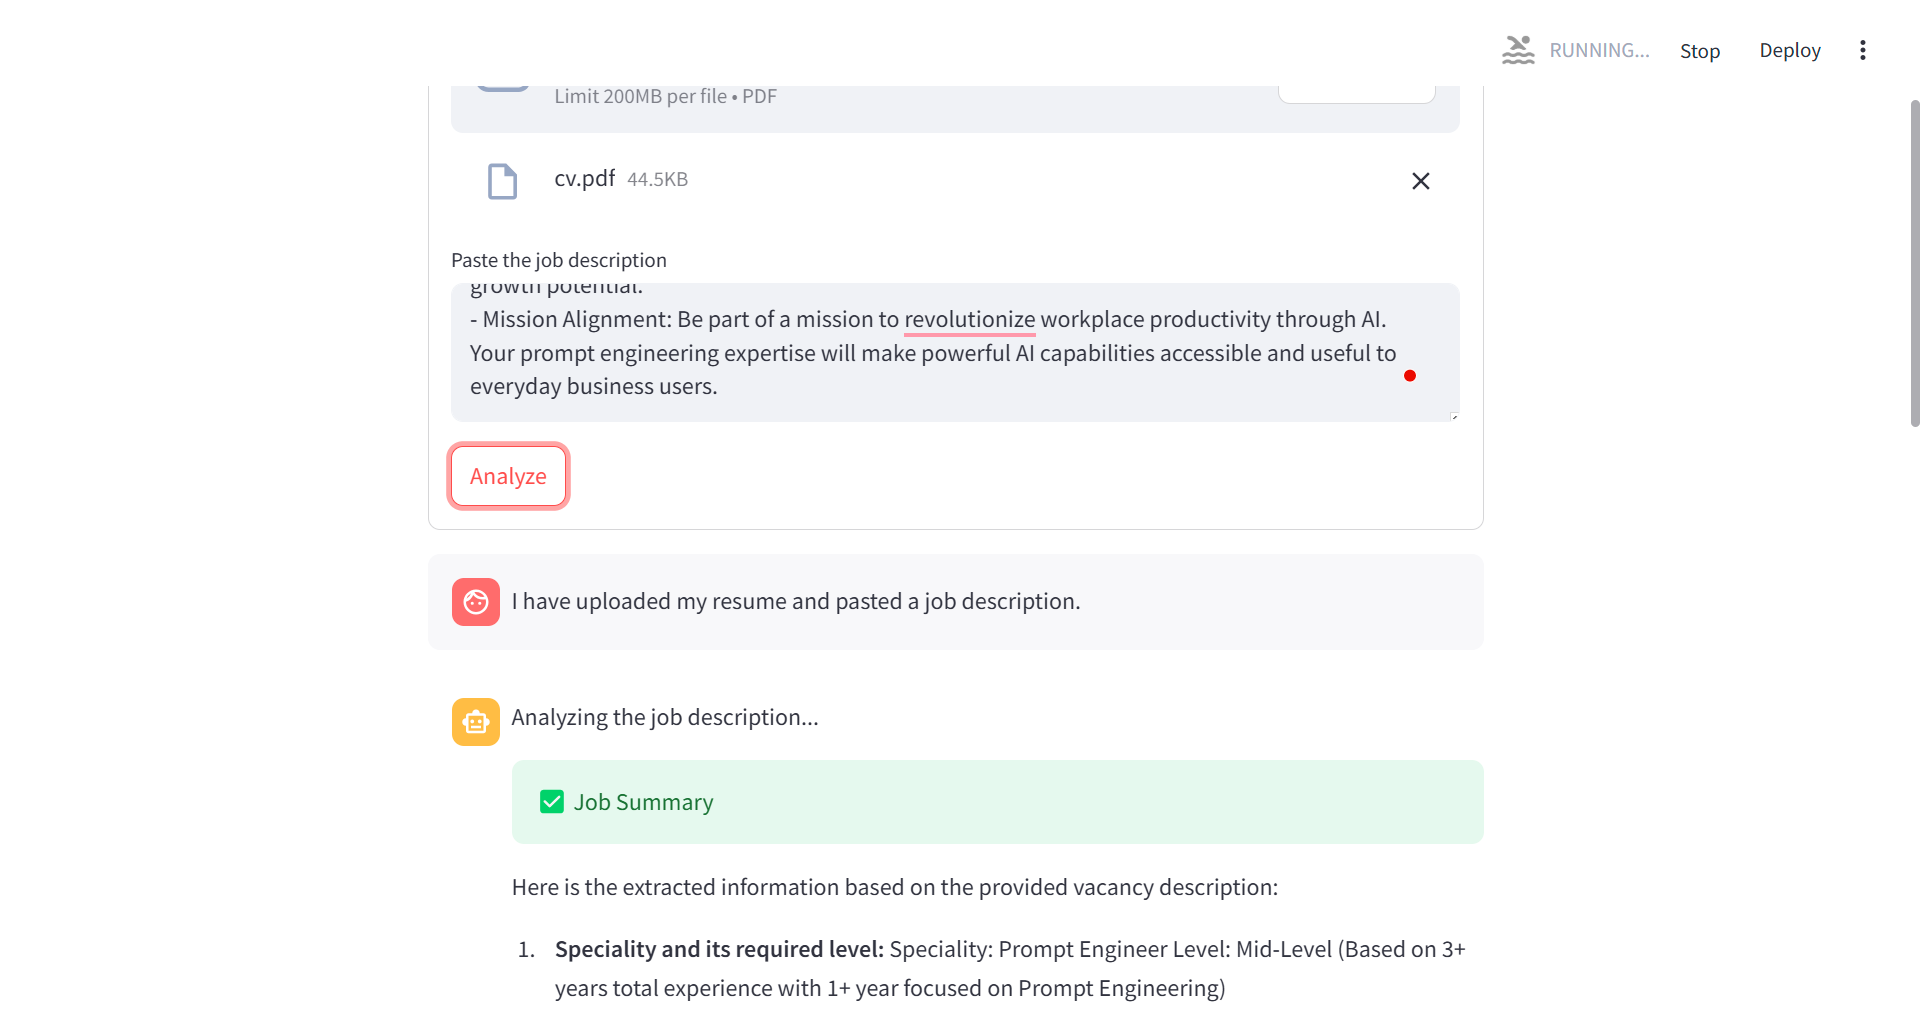 RUNNING...
Stop
Deploy
Limit 200MB per file • PDF
cv.pdf 44.5KB
Paste the job description
growth potential.
- Mission Alignment: Be part of a mission to revolutionize workplace productivity through AI.
Your prompt engineering expertise will make powerful AI capabilities accessible and useful to
everyday business users.
Analyze
I have uploaded my resume and pasted a job description.
Analyzing the job description...
Job Summary
Here is the extracted information based on the provided vacancy description:
1. Speciality and its required level: Speciality: Prompt Engineer Level: Mid-Level (Based on 3+
years total experience with 1+ year focused on Prompt Engineering)